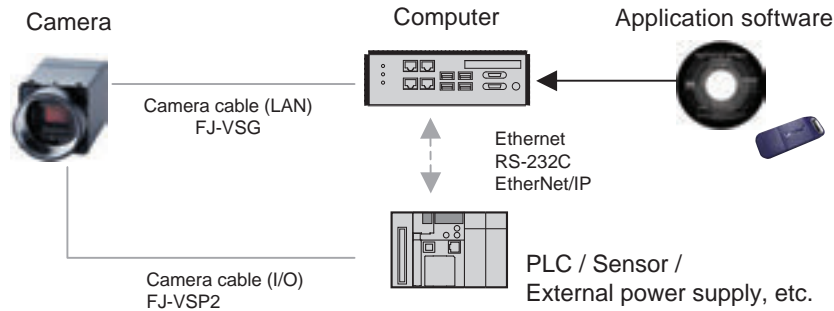 Camera
Computer
Application software
Camera cable (LAN)
FJ-VSG
Ethernet
RS-232C
EtherNet/IP
Camera cable (I/O)
FJ-VSP2
PLC / Sensor /
External power supply, etc.